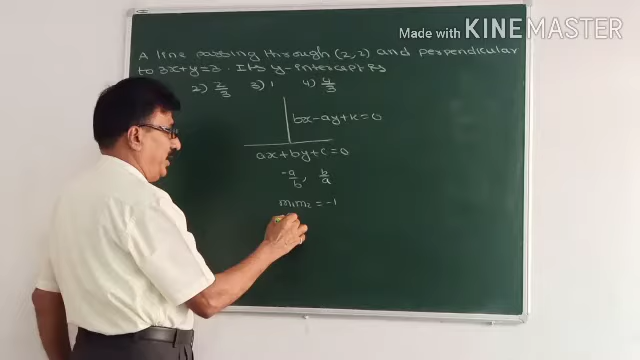 Made with KINEMASTER
A line passing through (2,2) and perpendicular
to 3x+y=3. Its y-intercept is
2) 2/3 3) 1 4) 4/3
bx-ay+k=0
ax+by+c=0
-a/b, b/a
m₁m₂ = -1